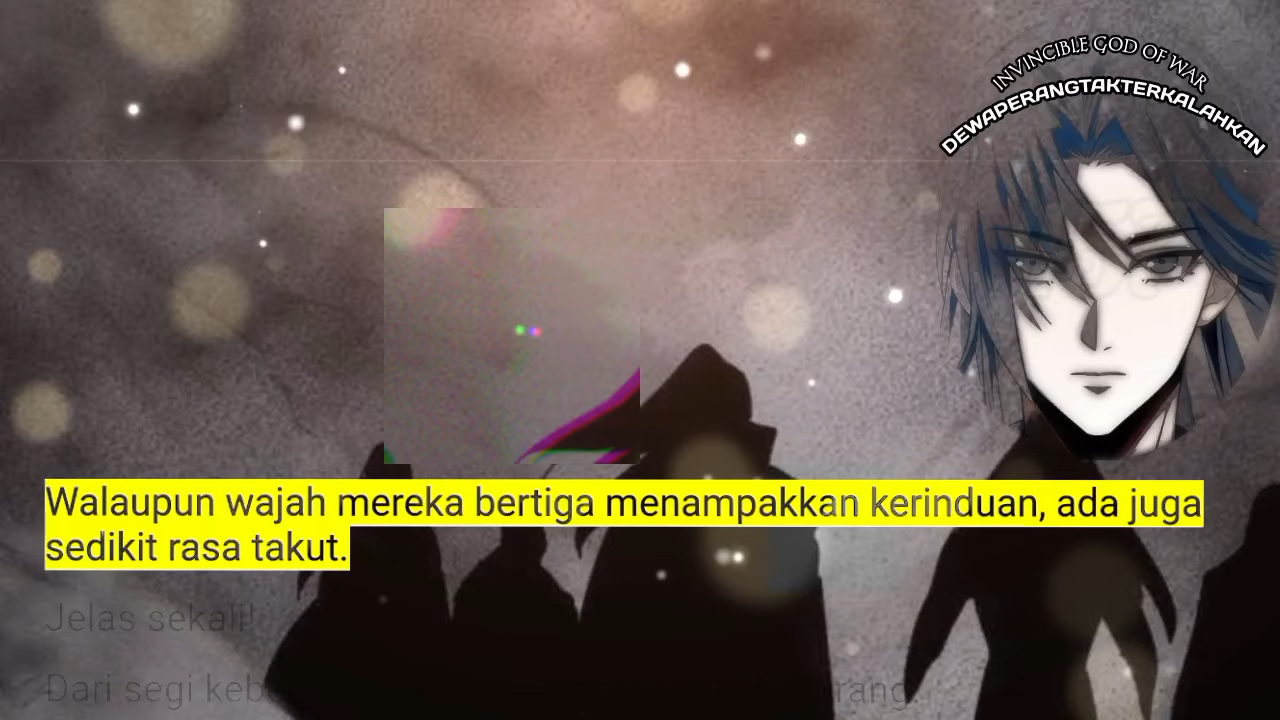 INVINCIBLE GOD OF WAR
DEWAPERANGTAKTERKALAHKAN
Walaupun wajah mereka bertiga menampakkan kerinduan, ada juga
sedikit rasa takut.
Jelas sekali!
Dari segi